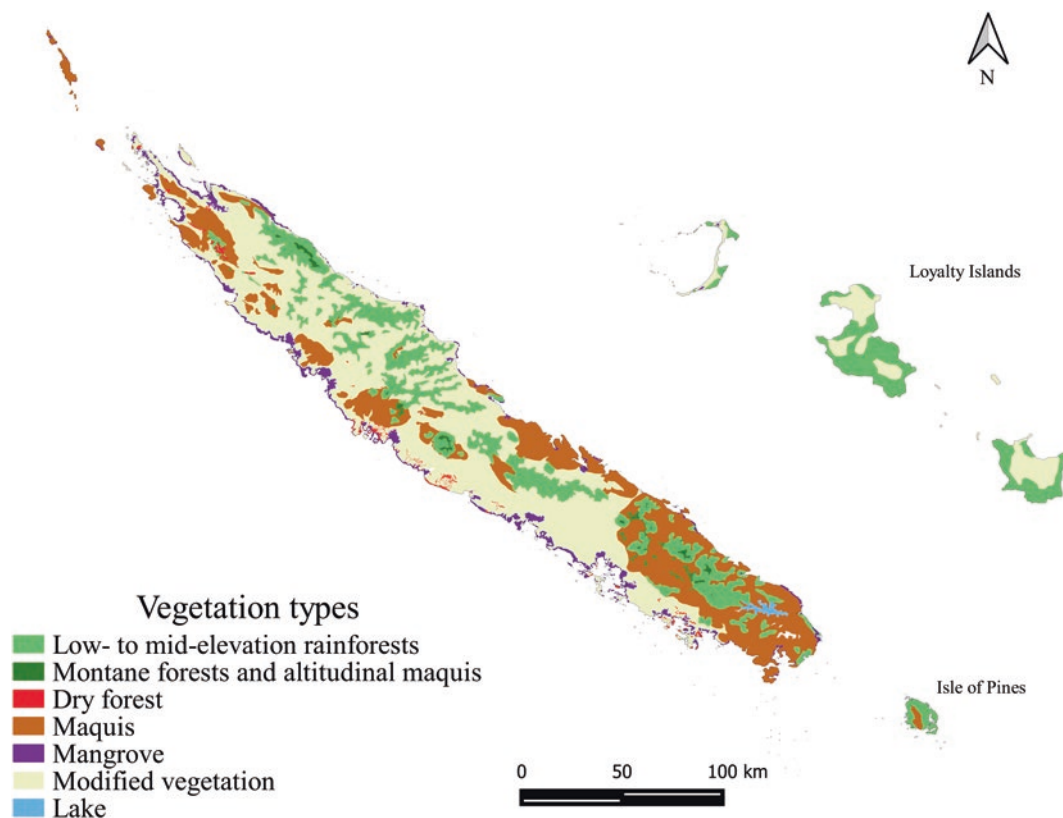 N
Loyalty Islands
Isle of Pines
Vegetation types
Low- to mid-elevation rainforests
Montane forests and altitudinal maquis
Dry forest
Maquis
Mangrove
Modified vegetation
Lake
0 50 100 km